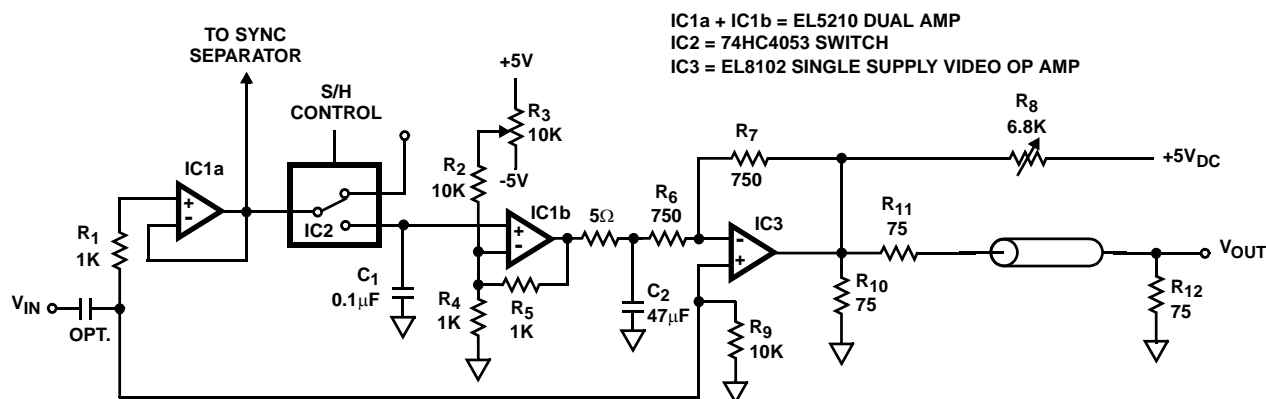 IC1a + IC1b = EL5210 DUAL AMP
IC2 = 74HC4053 SWITCH
IC3 = EL8102 SINGLE SUPPLY VIDEO OP AMP
TO SYNC
SEPARATOR
S/H
CONTROL
+5V
R3
10K
-5V
R2
10K
R7
750
R8
6.8K
+5VDC
IC1a
+
-
IC2
IC1b
+
-
5Ω
R6
750
IC3
-
+
R11
75
R1
1K
C1
0.1µF
R4
1K
R5
1K
C2
47µF
R9
10K
R10
75
R12
75
VOUT
VIN
OPT.